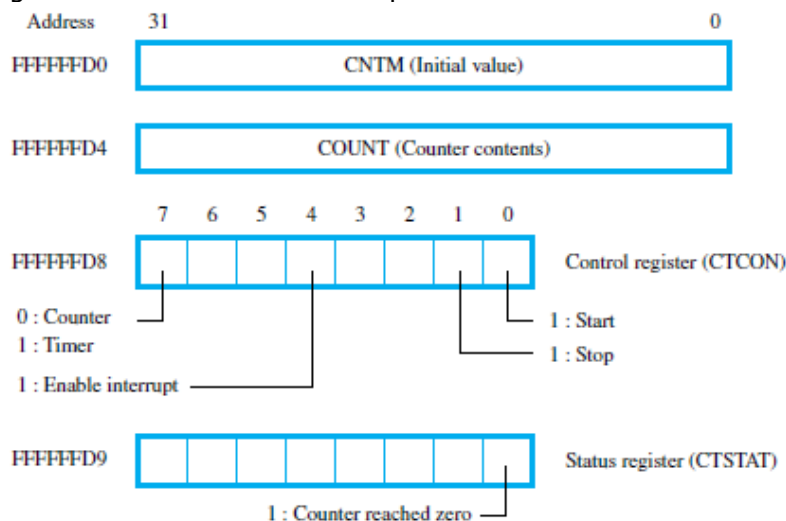 Address 31 0
FFFFFFD0 CNTM (Initial value)
FFFFFFD4 COUNT (Counter contents)
7 6 5 4 3 2 1 0
FFFFFFD8 Control register (CTCON)
0 : Counter 1 : Start
1 : Timer 1 : Stop
1 : Enable interrupt
FFFFFFD9 Status register (CTSTAT)
1 : Counter reached zero